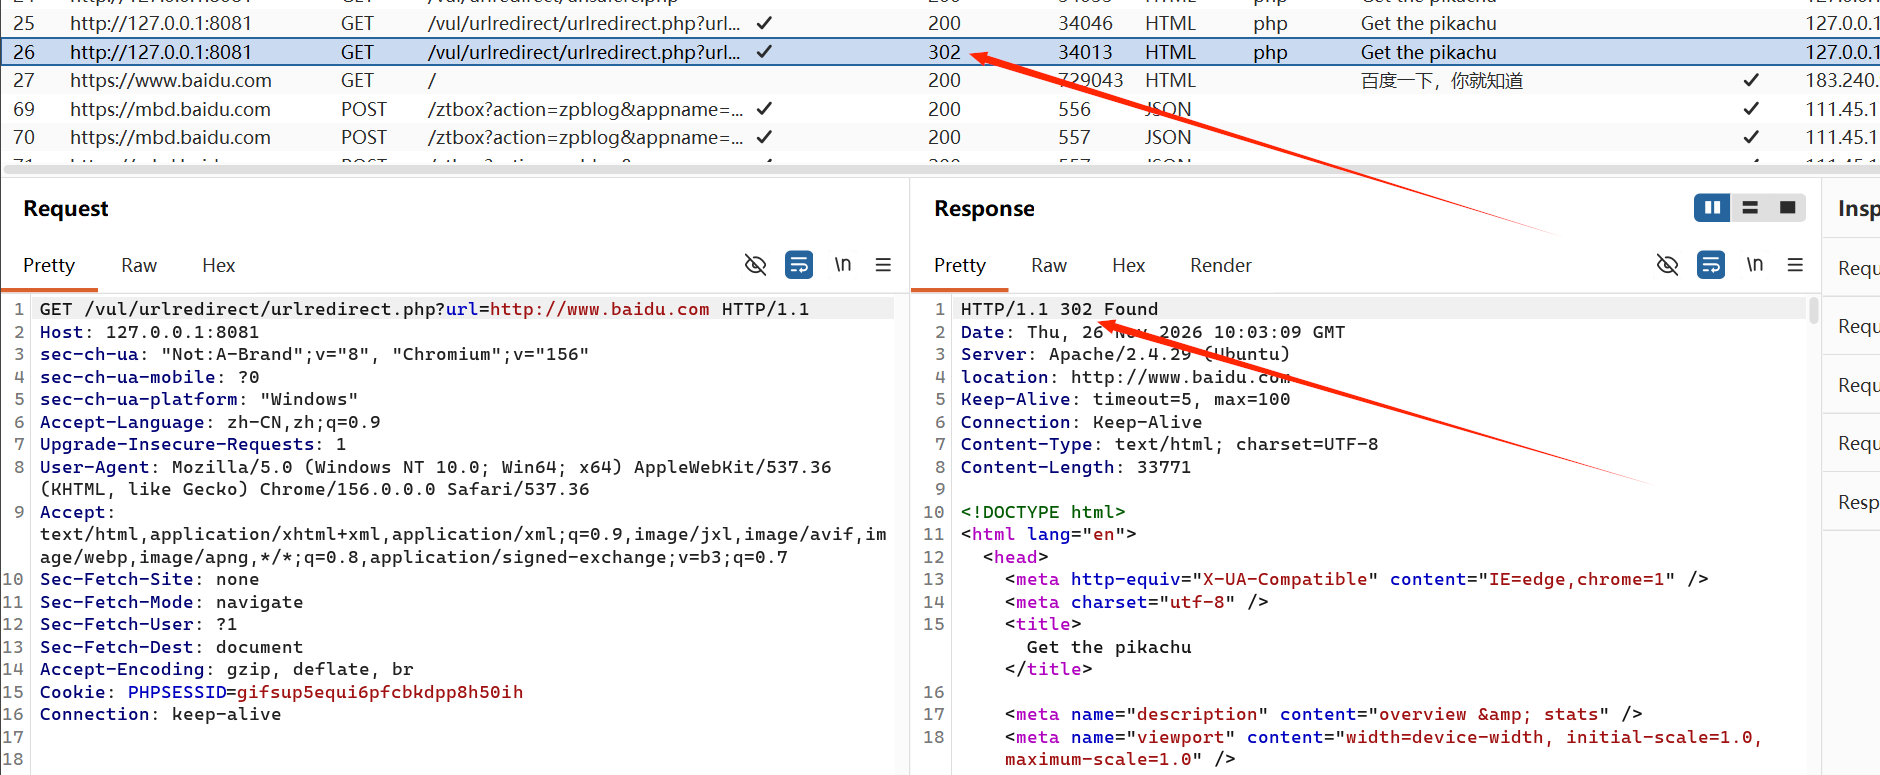 25 http://127.0.0.1:8081 GET /vul/urlredirect/urlredirect.php?url... 200 34046 HTML php Get the pikachu 127.0.0.1
26 http://127.0.0.1:8081 GET /vul/urlredirect/urlredirect.php?url... 302 34013 HTML php Get the pikachu 127.0.0.1
27 https://www.baidu.com GET / 200 729043 HTML 百度一下，你就知道 183.240.
69 https://mbd.baidu.com POST /ztbox?action=zpblog&appname=... 200 556 JSON 111.45.1
70 https://mbd.baidu.com POST /ztbox?action=zpblog&appname=... 200 557 JSON 111.45.1
Request
Pretty Raw Hex \n
1 GET /vul/urlredirect/urlredirect.php?url=http://www.baidu.com HTTP/1.1
2 Host: 127.0.0.1:8081
3 sec-ch-ua: "Not:A-Brand";v="8", "Chromium";v="156"
4 sec-ch-ua-mobile: ?0
5 sec-ch-ua-platform: "Windows"
6 Accept-Language: zh-CN,zh;q=0.9
7 Upgrade-Insecure-Requests: 1
8 User-Agent: Mozilla/5.0 (Windows NT 10.0; Win64; x64) AppleWebKit/537.36
(KHTML, like Gecko) Chrome/156.0.0.0 Safari/537.36
9 Accept:
text/html,application/xhtml+xml,application/xml;q=0.9,image/jxl,image/avif,im
age/webp,image/apng,*/*;q=0.8,application/signed-exchange;v=b3;q=0.7
10 Sec-Fetch-Site: none
11 Sec-Fetch-Mode: navigate
12 Sec-Fetch-User: ?1
13 Sec-Fetch-Dest: document
14 Accept-Encoding: gzip, deflate, br
15 Cookie: PHPSESSID=gifsup5equi6pfcbkdpp8h50ih
16 Connection: keep-alive
17
18
Response
Pretty Raw Hex Render \n
1 HTTP/1.1 302 Found
2 Date: Thu, 26 Nov 2026 10:03:09 GMT
3 Server: Apache/2.4.29 (Ubuntu)
4 location: http://www.baidu.com
5 Keep-Alive: timeout=5, max=100
6 Connection: Keep-Alive
7 Content-Type: text/html; charset=UTF-8
8 Content-Length: 33771
9
10 <!DOCTYPE html>
11 <html lang="en">
12 <head>
13 <meta http-equiv="X-UA-Compatible" content="IE=edge,chrome=1" />
14 <meta charset="utf-8" />
15 <title>
Get the pikachu
</title>
16
17 <meta name="description" content="overview &amp; stats" />
18 <meta name="viewport" content="width=device-width, initial-scale=1.0,
maximum-scale=1.0" />
Insp
Requ
Requ
Requ
Requ
Resp